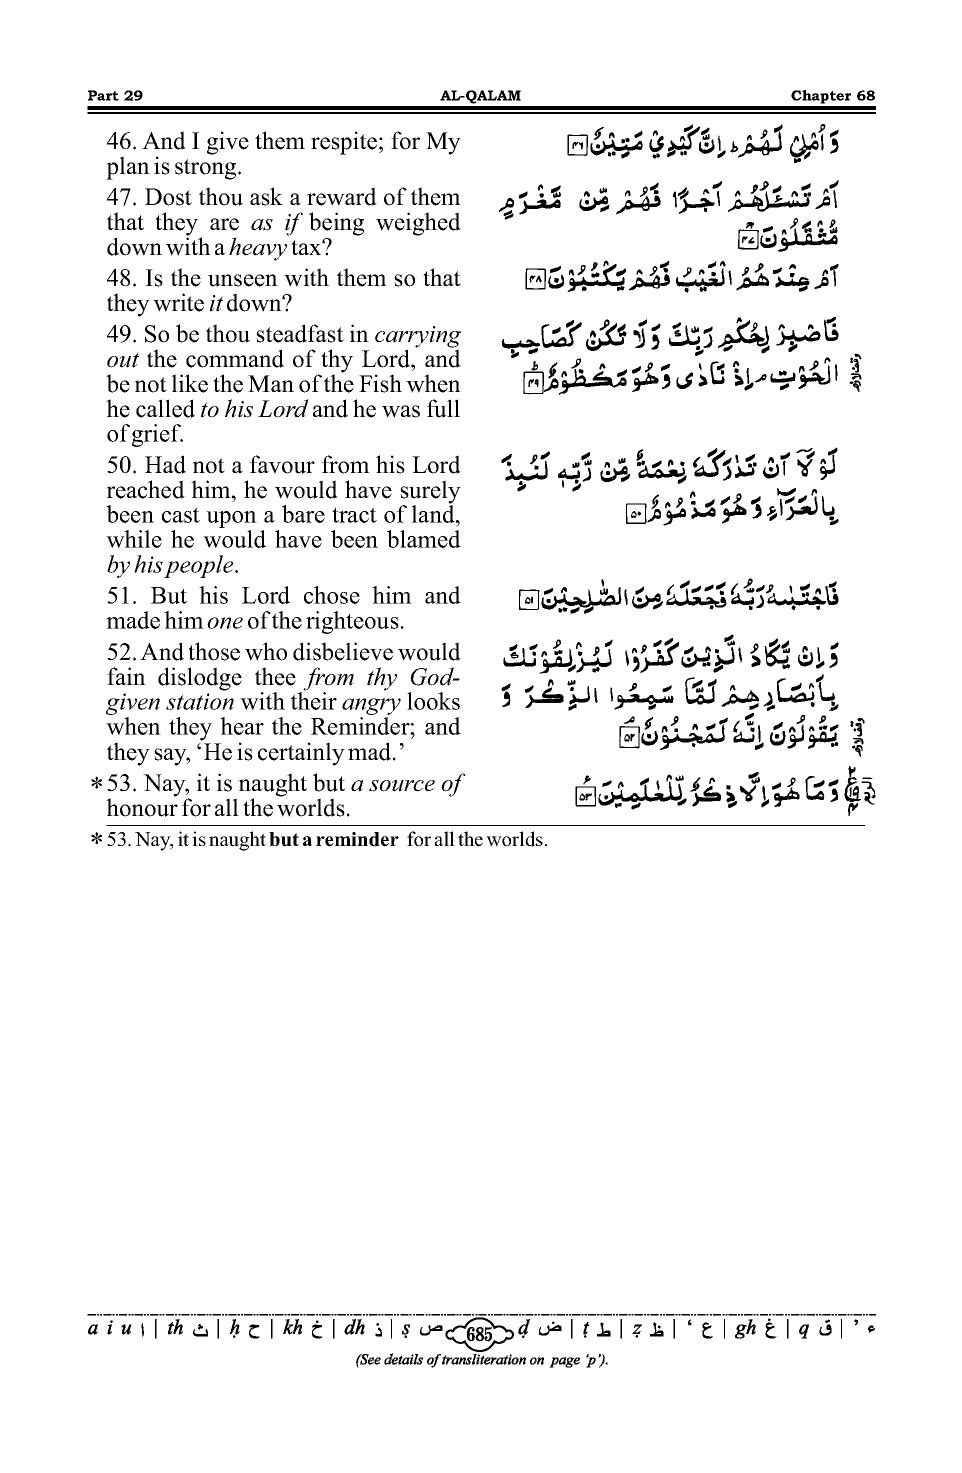 Part 29 AL-QALAM Chapter 68
46. And I give them respite; for My
plan is strong.
وَ اُمْلِيْ لَهُمْ ؕ اِنَّ كَيْدِيْ مَتِيْنٌ ۴۶
47. Dost thou ask a reward of them
that they are as if being weighed
down with a heavy tax?
اَمْ تَسْـَٔلُهُمْ اَجْرًا فَهُمْ مِّنْ مَّغْرَمٍ
مُّثْقَلُوْنَ ۚ ۴۷
48. Is the unseen with them so that
they write it down?
اَمْ عِنْدَ هُمُ الْغَيْبُ فَهُمْ يَكْتُبُوْنَ ۴۸
49. So be thou steadfast in carrying
out the command of thy Lord, and
be not like the Man of the Fish when
he called to his Lord and he was full
of grief.
فَاصْبِرْ لِحُكْمِ رَبِّكَ وَ لَا تَكُنْ كَصَاحِبِ
الْحُوْتِ ۘ اِذْ نَادٰى وَ هُوَ مَكْظُوْمٌ ؕ ۴۹
50. Had not a favour from his Lord
reached him, he would have surely
been cast upon a bare tract of land,
while he would have been blamed
by his people.
لَوْ لَاۤ اَنْ تَدٰرَكَهٗ نِعْمَةٌ مِّنْ رَّبِّهٖ لَنُبِذَ
بِالْعَرَآءِ وَ هُوَ مَذْمُوْمٌ ۵۰
51. But his Lord chose him and
made him one of the righteous.
فَاجْتَبٰىهُ رَبُّهٗ فَجَعَلَهٗ مِنَ الصّٰلِحِيْنَ ۵۱
52. And those who disbelieve would
fain dislodge thee from thy God-
given station with their angry looks
when they hear the Reminder; and
they say, ‘He is certainly mad.’
وَ اِنْ يَّكَادُ الَّذِيْنَ كَفَرُوْا لَيُزْلِقُوْنَكَ
بِاَبْصَارِهِمْ لَمَّا سَمِعُوا الذِّكْرَ وَ
يَقُوْلُوْنَ اِنَّهٗ لَمَجْنُوْنٌ ۘ ۵۲
*53. Nay, it is naught but a source of
honour for all the worlds.
وَ مَا هُوَ اِلَّا ذِكْرٌ لِّلْعٰلَمِيْنَ ۵۳
*53. Nay, it is naught but a reminder for all the worlds.
a i u ا | th ث | ḥ ح | kh خ | dh ذ | ṣ ص 685 ḍ ض | ṭ ط | ẓ ظ | ‘ ع | gh غ | q ق | ’ ء
(See details of transliteration on page ‘p’).